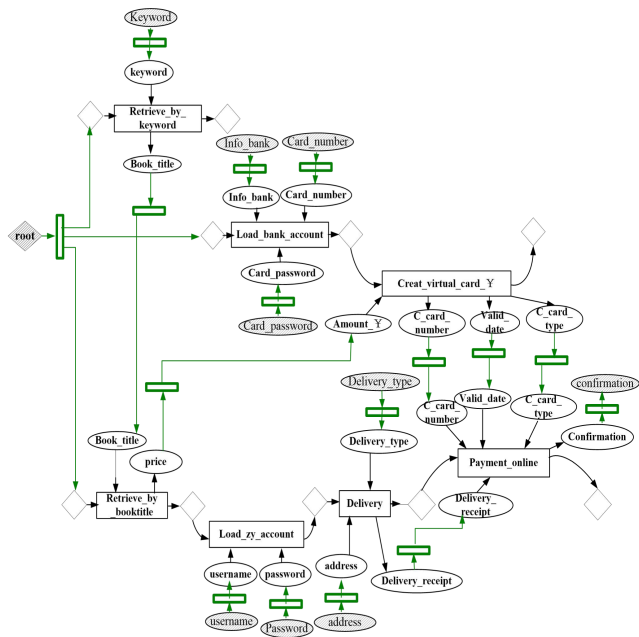 Keyword
keyword
Retrieve_by_
keyword
Book_title
Info_bank
Card_number
Info_bank
Card_number
root
Load_bank_account
Card_password
Card_password
Creat_virtual_card_¥
Amount_¥
C_card_
number
Valid_
date
C_card_
type
Delivery_type
confirmation
C_card_
number
Valid_date
C_card_
type
Book_title
price
Delivery_type
Confirmation
Payment_online
Retrieve_by
_booktitle
Delivery
Delivery_
receipt
Load_zy_account
username
password
address
Delivery_receipt
username
Password
address